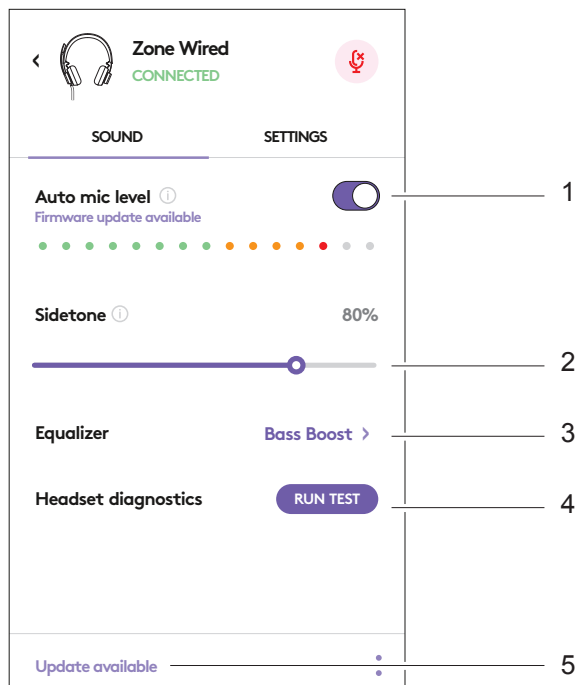 Zone Wired
CONNECTED
SOUND SETTINGS
Auto mic level
Firmware update available
1
Sidetone 80%
2
Equalizer Bass Boost > 3
Headset diagnostics RUN TEST 4
Update available 5